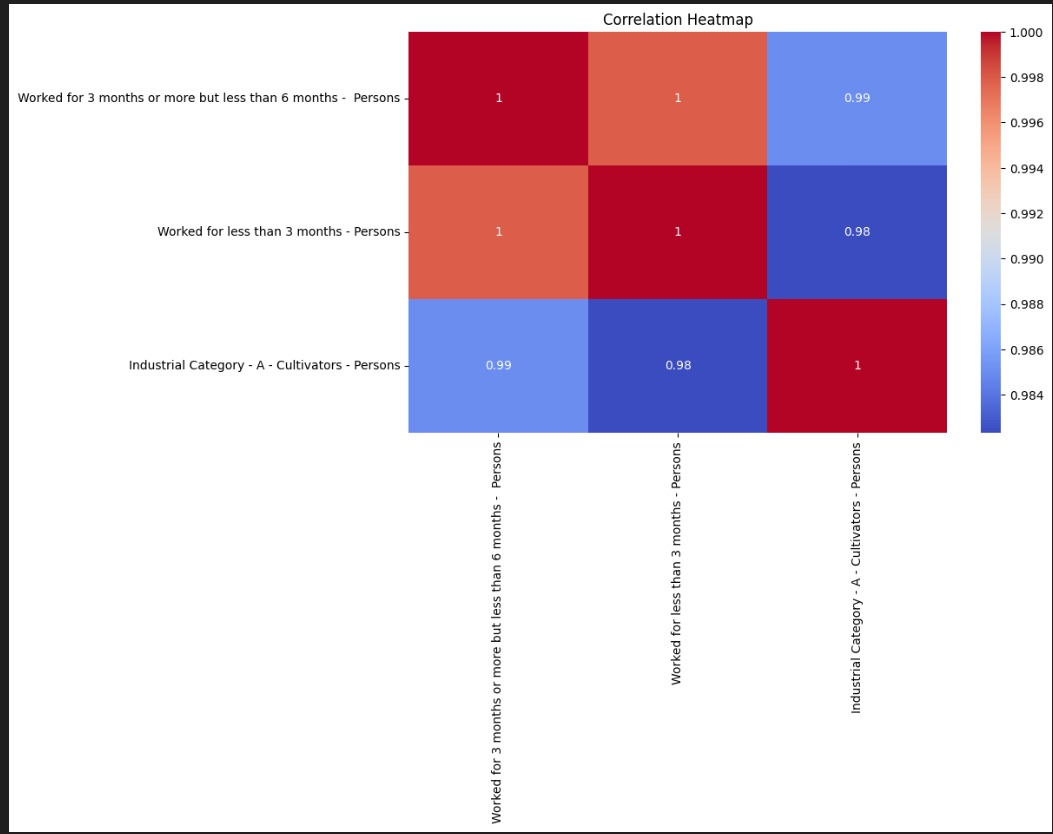 Correlation Heatmap
Worked for 3 months or more but less than 6 months -  Persons
Worked for less than 3 months - Persons
Industrial Category - A - Cultivators - Persons
1 1 0.99
1 1 0.98
0.99 0.98 1
1.000
0.998
0.996
0.994
0.992
0.990
0.988
0.986
0.984
Worked for 3 months or more but less than 6 months -  Persons
Worked for less than 3 months - Persons
Industrial Category - A - Cultivators - Persons